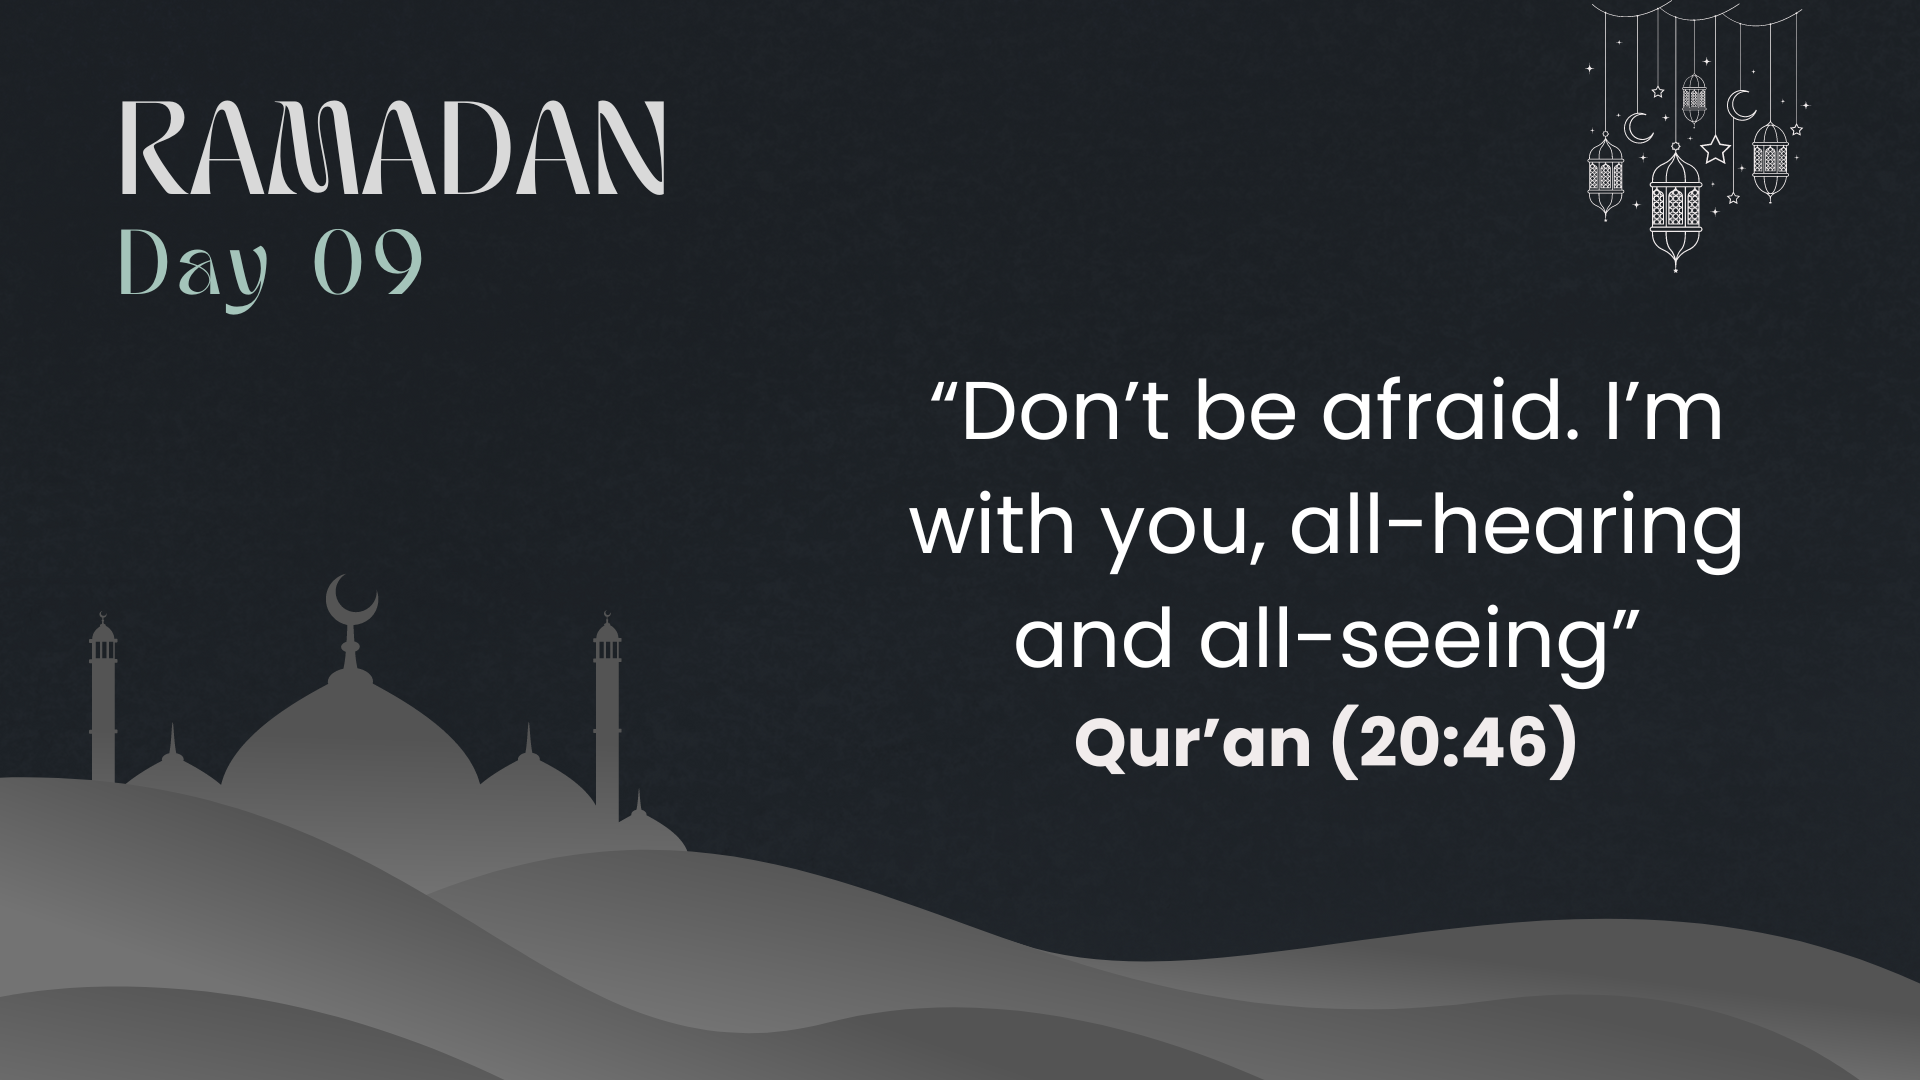 RAMADAN
Day 09
“Don’t be afraid. I’m
with you, all-hearing
and all-seeing”
Qur’an (20:46)